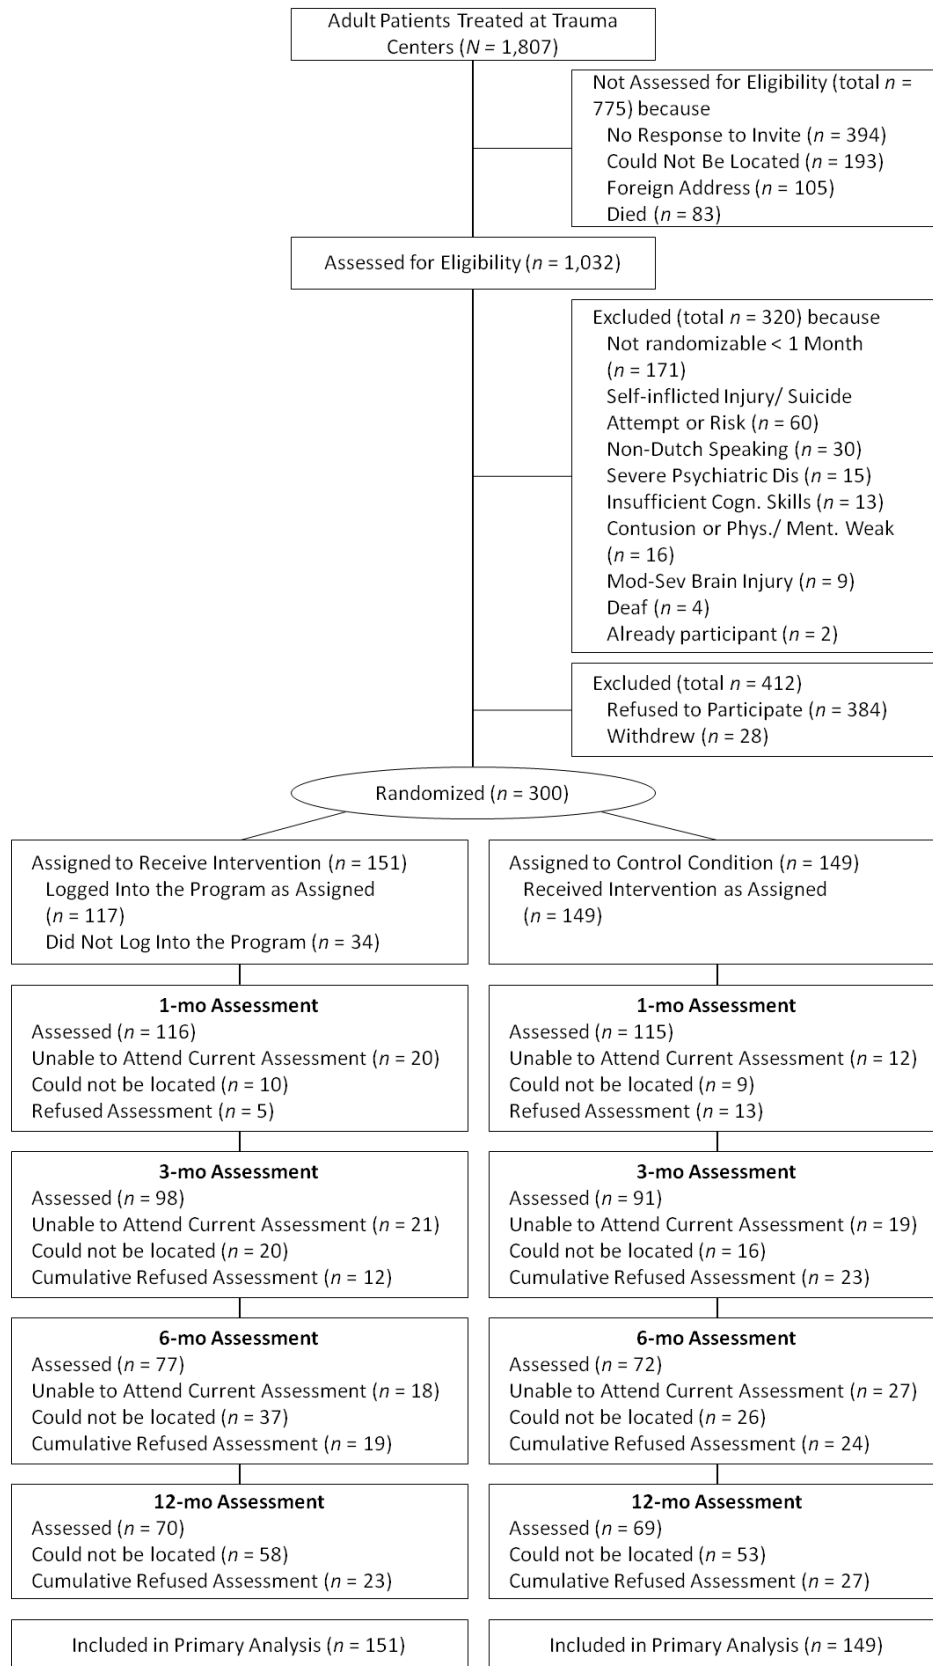 Adult Patients Treated at Trauma
Centers (N = 1,807)
Not Assessed for Eligibility (total n =
775) because
No Response to Invite (n = 394)
Could Not Be Located (n = 193)
Foreign Address (n = 105)
Died (n = 83)
Assessed for Eligibility (n = 1,032)
Excluded (total n = 320) because
Not randomizable < 1 Month
(n = 171)
Self-inflicted Injury/ Suicide
Attempt or Risk (n = 60)
Non-Dutch Speaking (n = 30)
Severe Psychiatric Dis (n = 15)
Insufficient Cogn. Skills (n = 13)
Contusion or Phys./ Ment. Weak
(n = 16)
Mod-Sev Brain Injury (n = 9)
Deaf (n = 4)
Already participant (n = 2)
Excluded (total n = 412)
Refused to Participate (n = 384)
Withdrew (n = 28)
Randomized (n = 300)
Assigned to Receive Intervention (n = 151)
Logged Into the Program as Assigned
(n = 117)
Did Not Log Into the Program (n = 34)
Assigned to Control Condition (n = 149)
Received Intervention as Assigned
(n = 149)
1-mo Assessment
Assessed (n = 116)
Unable to Attend Current Assessment (n = 20)
Could not be located (n = 10)
Refused Assessment (n = 5)
1-mo Assessment
Assessed (n = 115)
Unable to Attend Current Assessment (n = 12)
Could not be located (n = 9)
Refused Assessment (n = 13)
3-mo Assessment
Assessed (n = 98)
Unable to Attend Current Assessment (n = 21)
Could not be located (n = 20)
Cumulative Refused Assessment (n = 12)
3-mo Assessment
Assessed (n = 91)
Unable to Attend Current Assessment (n = 19)
Could not be located (n = 16)
Cumulative Refused Assessment (n = 23)
6-mo Assessment
Assessed (n = 77)
Unable to Attend Current Assessment (n = 18)
Could not be located (n = 37)
Cumulative Refused Assessment (n = 19)
6-mo Assessment
Assessed (n = 72)
Unable to Attend Current Assessment (n = 27)
Could not be located (n = 26)
Cumulative Refused Assessment (n = 24)
12-mo Assessment
Assessed (n = 70)
Could not be located (n = 58)
Cumulative Refused Assessment (n = 23)
12-mo Assessment
Assessed (n = 69)
Could not be located (n = 53)
Cumulative Refused Assessment (n = 27)
Included in Primary Analysis (n = 151)
Included in Primary Analysis (n = 149)